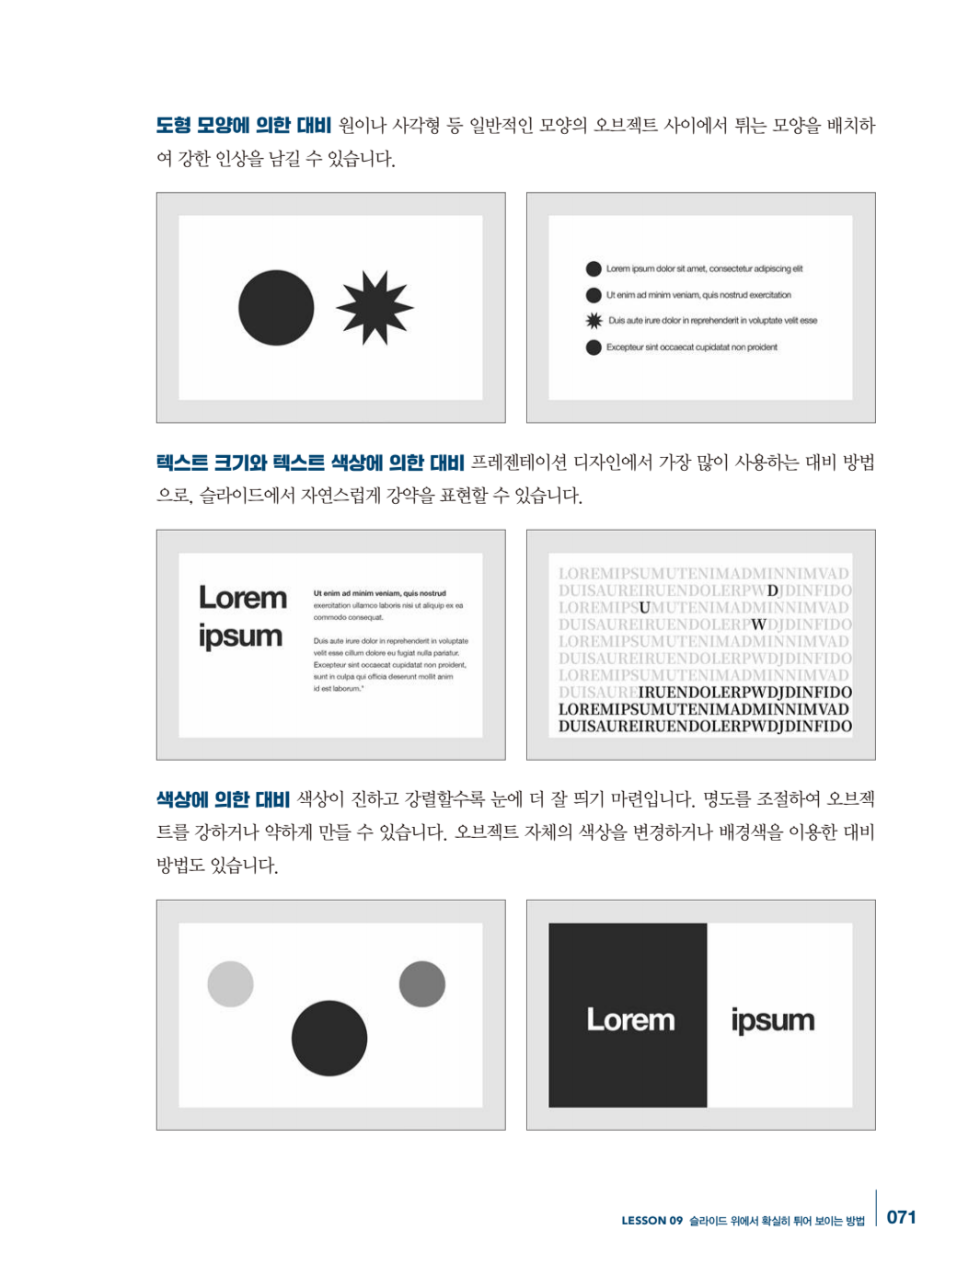 도형 모양에 의한 대비 원이나 사각형 등 일반적인 모양의 오브젝트 사이에서 튀는 모양을 배치하
여 강한 인상을 남길 수 있습니다.
Lorem ipsum dolor sit amet, consectetur adipiscing elit
Ut enim ad minim veniam, quis nostrud exercitation
Duis aute irure dolor in reprehenderit in voluptate velit esse
Excepteur sint occaecat cupidatat non proident
텍스트 크기와 텍스트 색상에 의한 대비 프레젠테이션 디자인에서 가장 많이 사용하는 대비 방법
으로, 슬라이드에서 자연스럽게 강약을 표현할 수 있습니다.
Lorem
ipsum
Ut enim ad minim veniam, quis nostrud
exercitation ullamco laboris nisi ut aliquip ex ea
commodo consequat.
Duis aute irure dolor in reprehenderit in voluptate
velit esse cillum dolore eu fugiat nulla pariatur.
Excepteur sint occaecat cupidatat non proident,
sunt in culpa qui officia deserunt mollit anim
id est laborum."
LOREMIPSUMUTENIMADMINNIMVAD
DUISAUREIRUENDOLERPWDJDINFIDO
LOREMIPSUMUTENIMADMINNIMVAD
DUISAUREIRUENDOLERPWDJDINFIDO
LOREMIPSUMUTENIMADMINNIMVAD
DUISAUREIRUENDOLERPWDJDINFIDO
LOREMIPSUMUTENIMADMINNIMVAD
DUISAUREIRUENDOLERPWDJDINFIDO
LOREMIPSUMUTENIMADMINNIMVAD
DUISAUREIRUENDOLERPWDJDINFIDO
색상에 의한 대비 색상이 진하고 강렬할수록 눈에 더 잘 띄기 마련입니다. 명도를 조절하여 오브젝
트를 강하거나 약하게 만들 수 있습니다. 오브젝트 자체의 색상을 변경하거나 배경색을 이용한 대비
방법도 있습니다.
Lorem ipsum
LESSON 09 슬라이드 위에서 확실히 튀어 보이는 방법 071